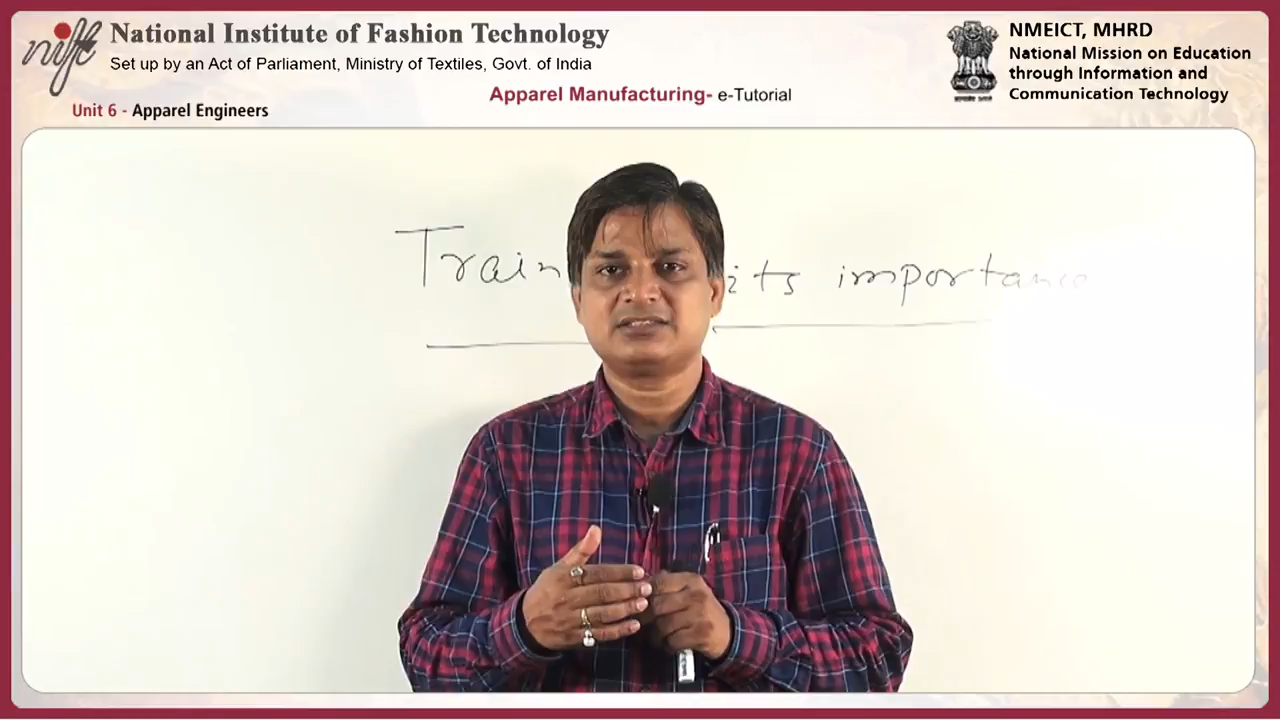 nift
National Institute of Fashion Technology
Set up by an Act of Parliament, Ministry of Textiles, Govt. of India
Apparel Manufacturing- e-Tutorial
Unit 6 - Apparel Engineers
NMEICT, MHRD
National Mission on Education
through Information and
Communication Technology
Train its importance